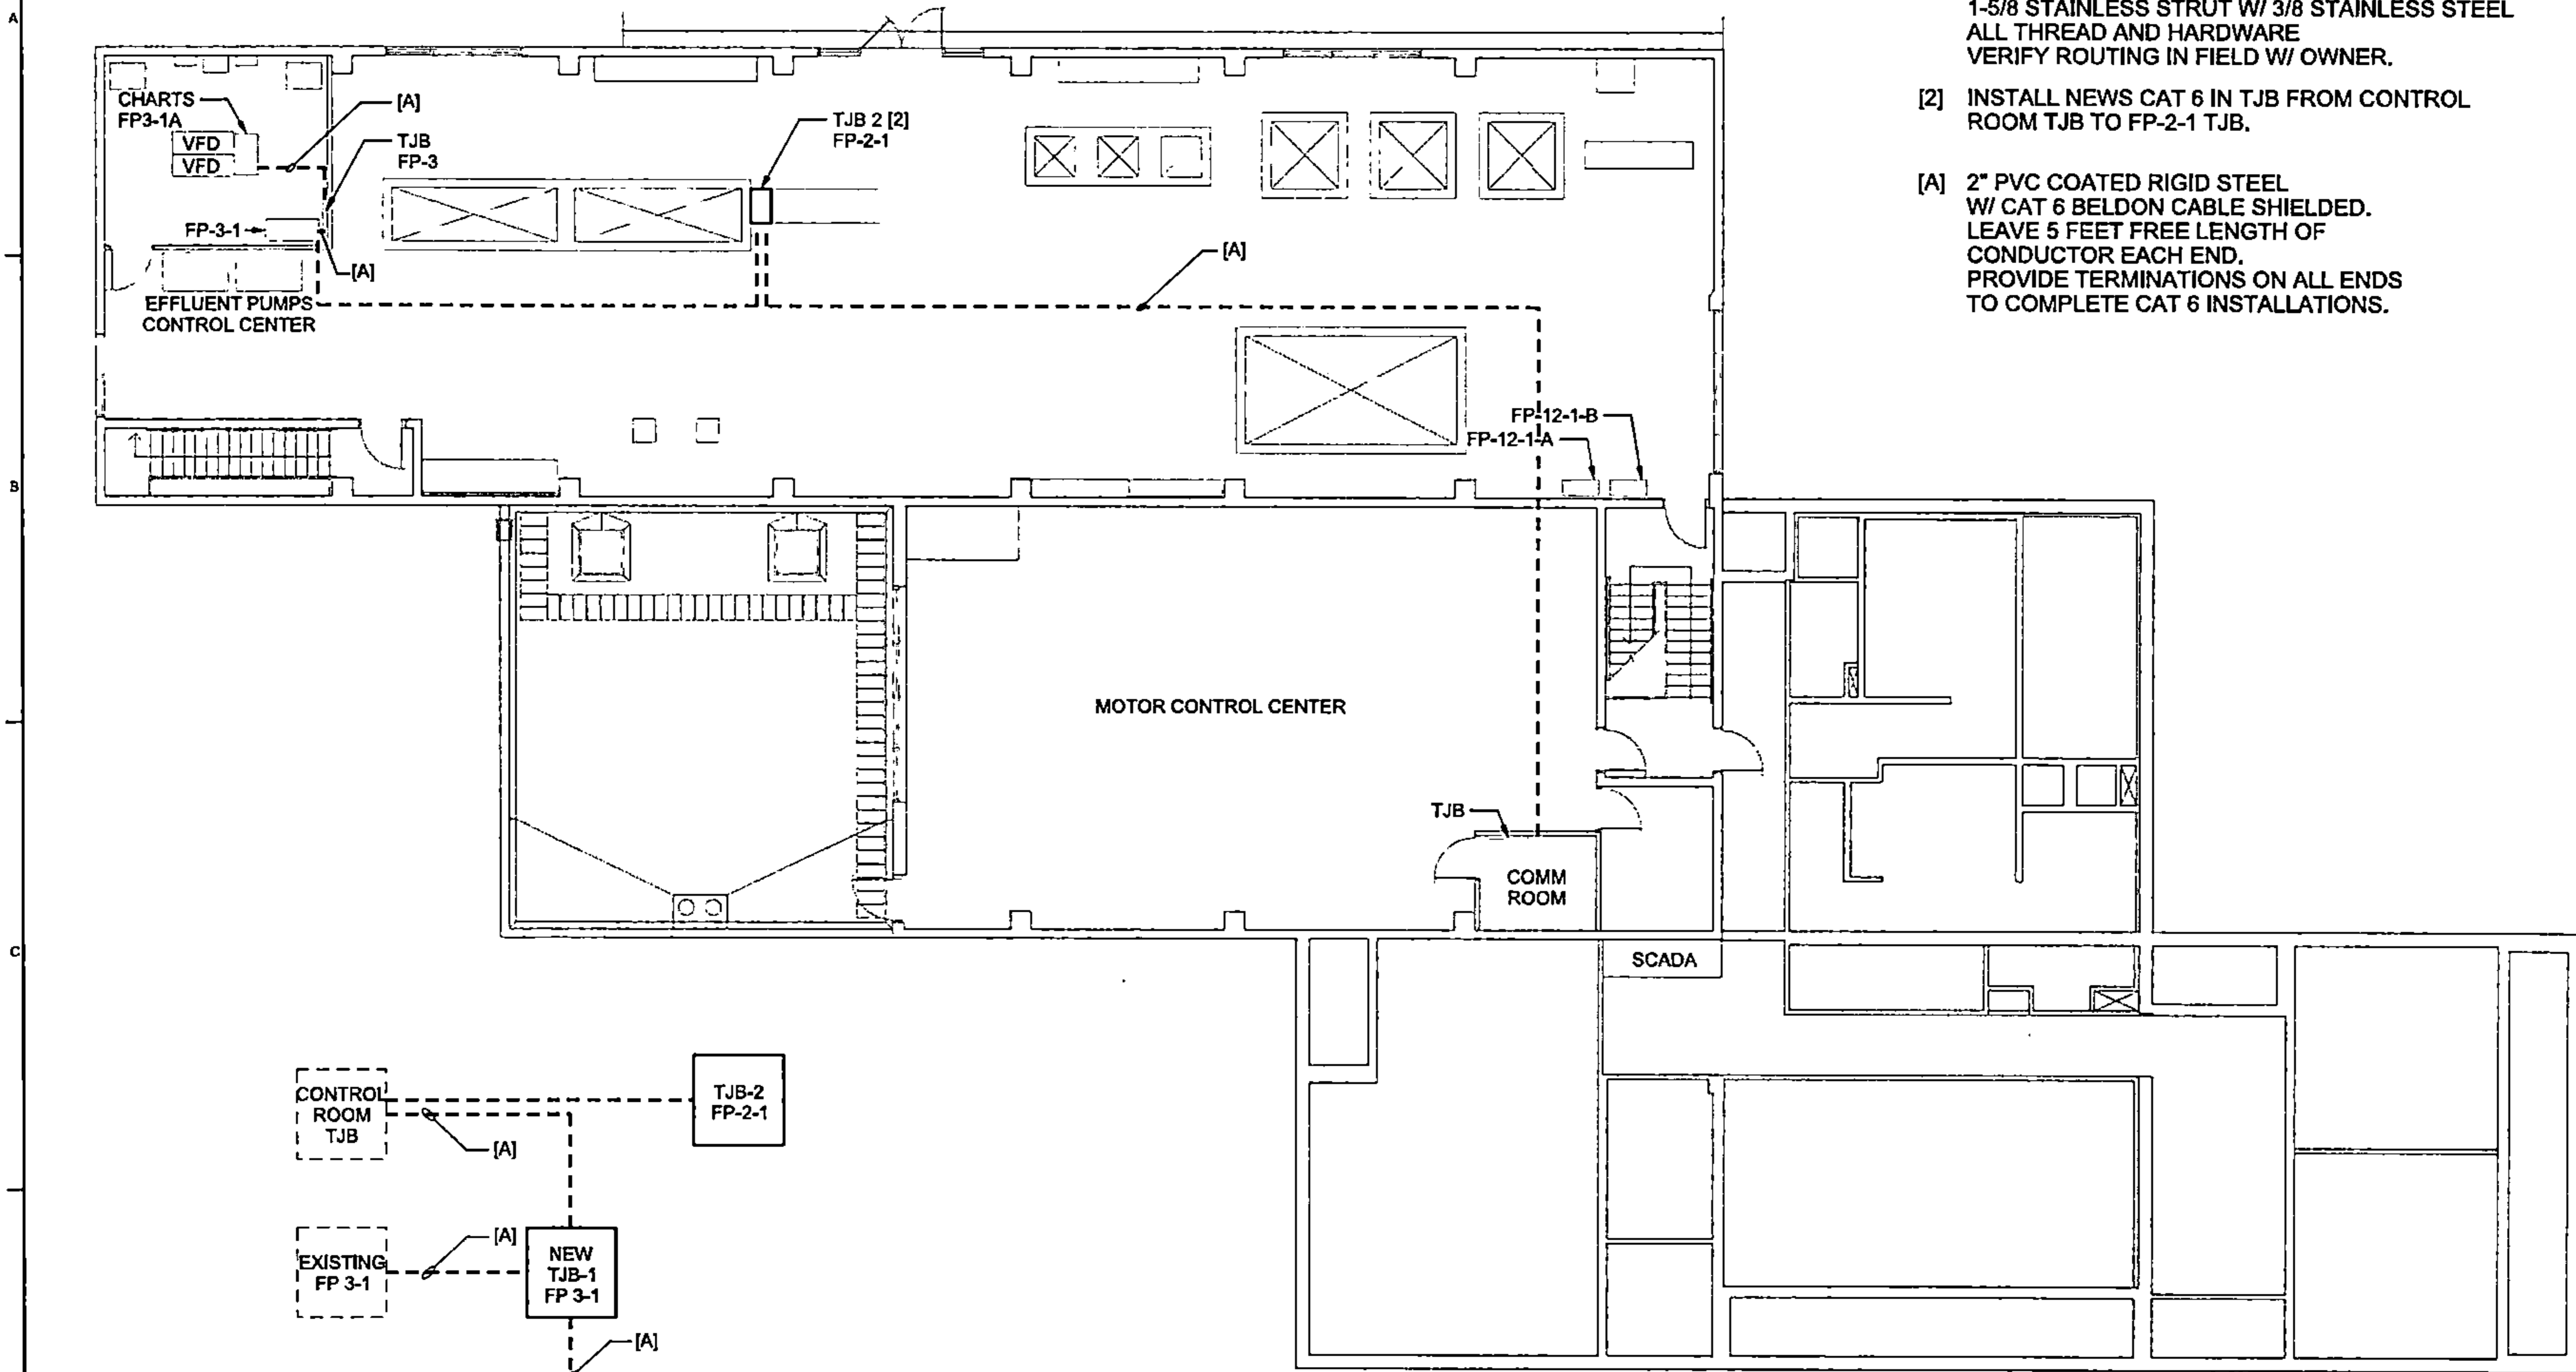 A
B
C
1-5/8 STAINLESS STRUT W/ 3/8 STAINLESS STEEL
ALL THREAD AND HARDWARE
VERIFY ROUTING IN FIELD W/ OWNER.
[2] INSTALL NEWS CAT 6 IN TJB FROM CONTROL
ROOM TJB TO FP-2-1 TJB.
[A] 2" PVC COATED RIGID STEEL
W/ CAT 6 BELDON CABLE SHIELDED.
LEAVE 5 FEET FREE LENGTH OF
CONDUCTOR EACH END.
PROVIDE TERMINATIONS ON ALL ENDS
TO COMPLETE CAT 6 INSTALLATIONS.
CHARTS
FP3-1A
[A]
VFD
VFD
TJB
FP-3
TJB 2 [2]
FP-2-1
FP-3-1
[A]
[A]
EFFLUENT PUMPS
CONTROL CENTER
FP-12-1-B
FP-12-1-A
MOTOR CONTROL CENTER
TJB
COMM
ROOM
SCADA
CONTROL
ROOM
TJB
TJB-2
FP-2-1
[A]
[A]
EXISTING
FP 3-1
NEW
TJB-1
FP 3-1
[A]